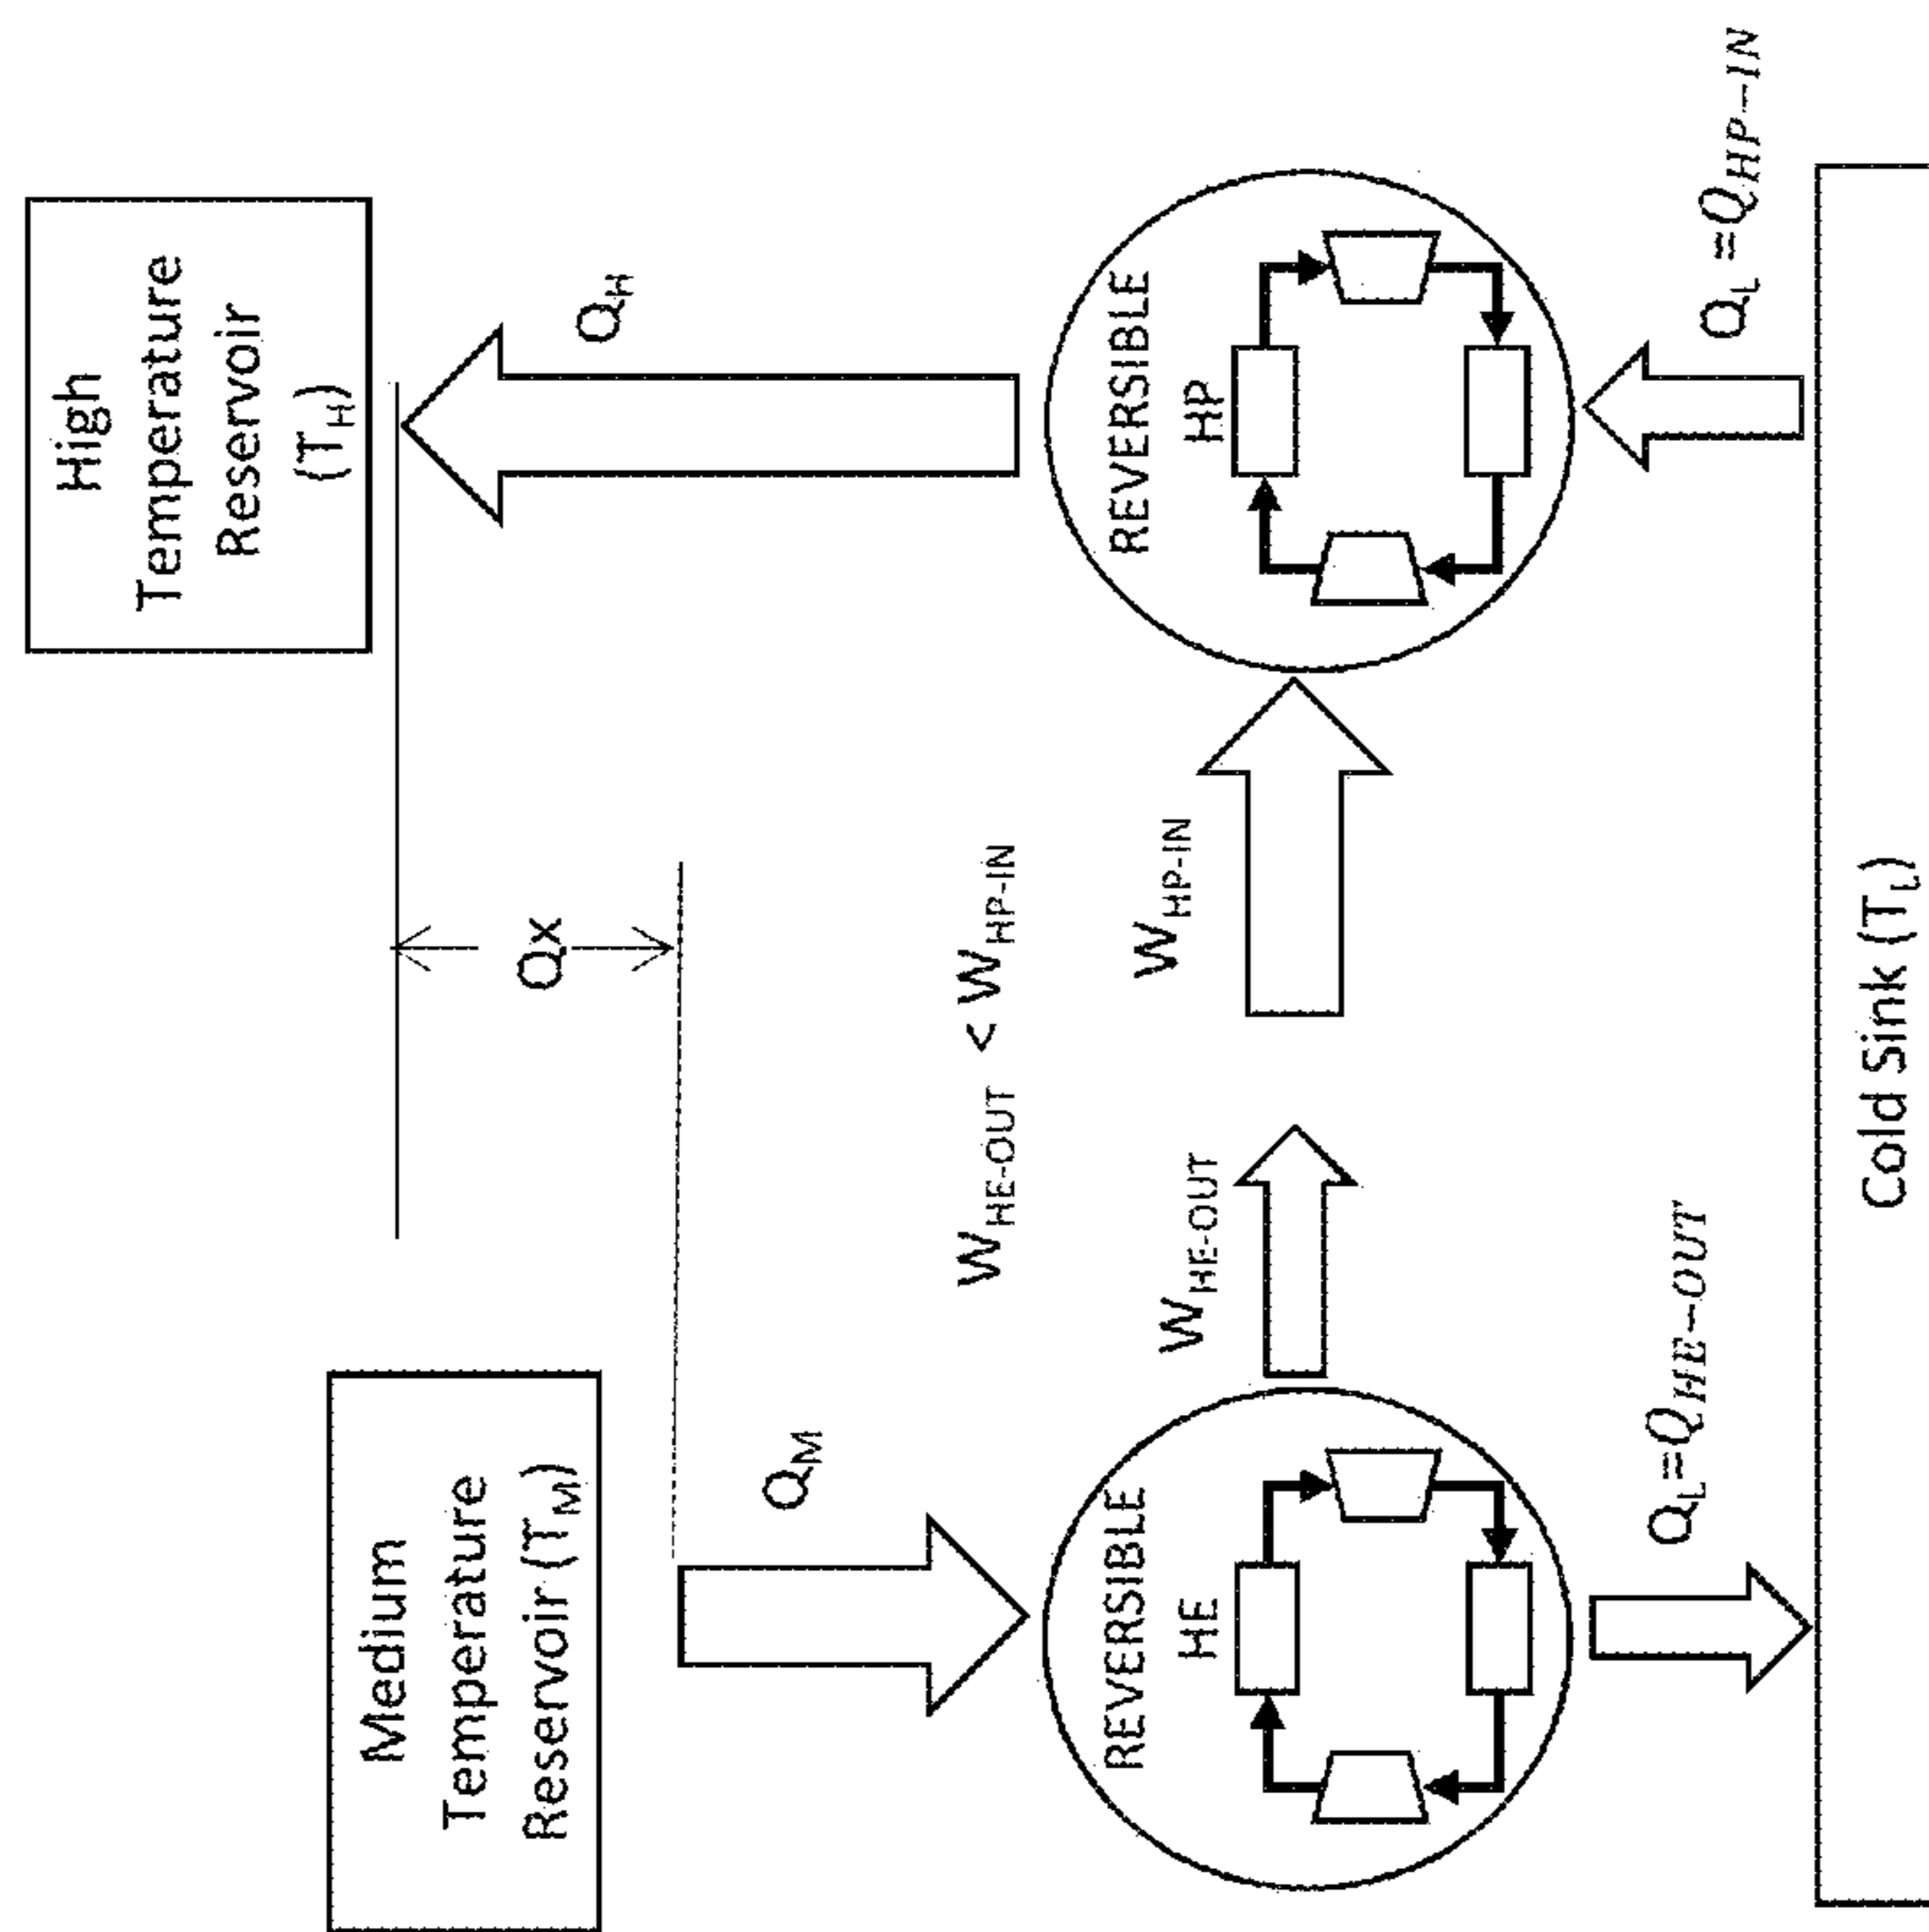 High
Temperature
Reservoir
(T_H)
Medium
Temperature
Reservoir (T_M)
Qx
Q_H
Q_M
W_HE-OUT < W_HP-IN
W_HE-OUT
W_HP-IN
REVERSIBLE
HE
REVERSIBLE
HP
Q_L=Q_HE-OUT
Q_L =Q_HP-IN
Cold Sink (T_L)